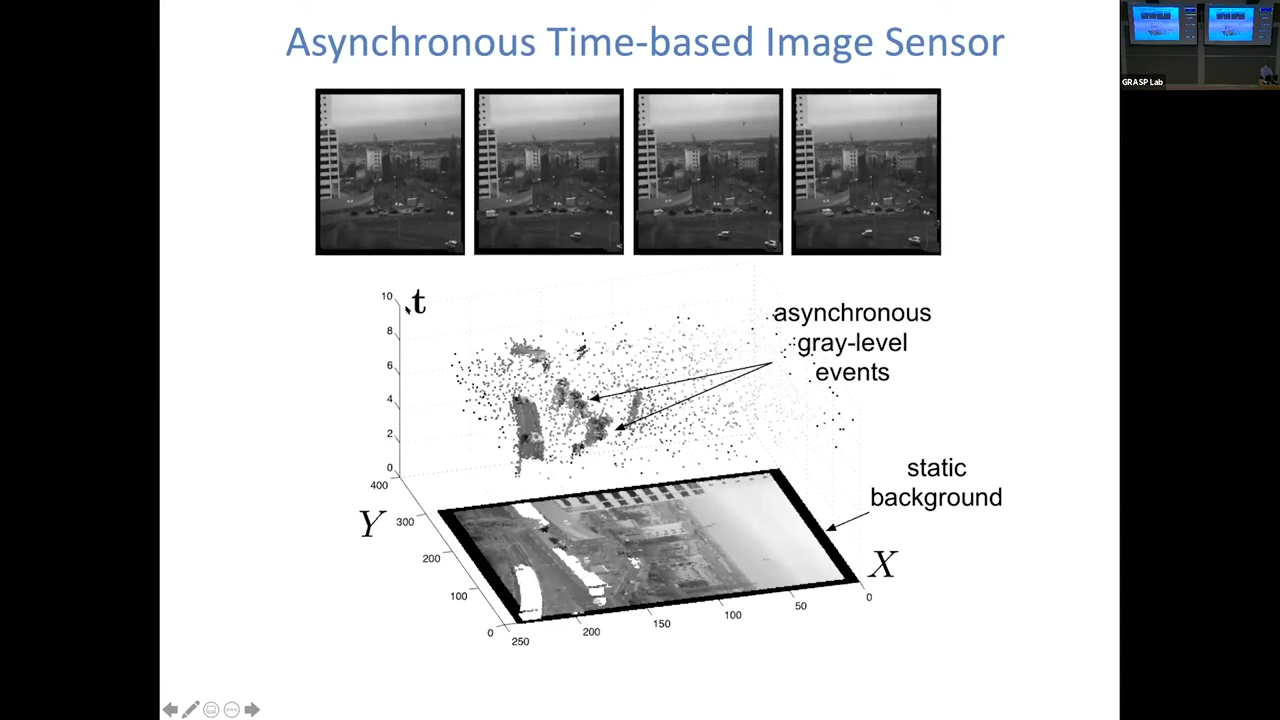 Asynchronous Time-based Image Sensor
GRASP Lab
t
10
8
6
4
2
0
asynchronous
gray-level
events
static
background
400
300
200
100
0
Y
250
200
150
100
50
0
X